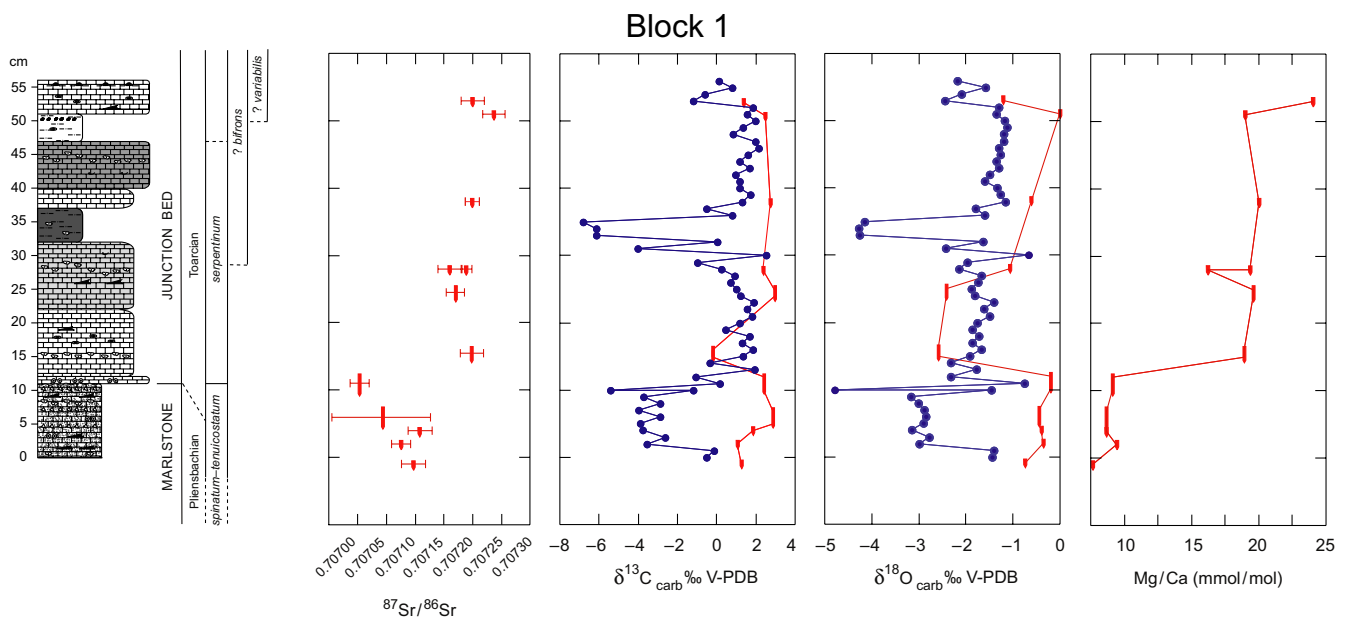 Block 1
cm
55
50
45
40
35
30
25
20
15
10
5
0
MARLSTONE
JUNCTION BED
Pliensbachian
Toarcian
spinatum–tenuicostatum
serpentinum
? bifrons
? variabilis
0.70700
0.70705
0.70710
0.70715
0.70720
0.70725
0.70730
⁸⁷Sr/⁸⁶Sr
−8 −6 −4 −2 0 2 4
δ¹³C carb‰ V-PDB
−5 −4 −3 −2 −1 0
δ¹⁸O carb‰ V-PDB
10 15 20 25
Mg/Ca (mmol/mol)